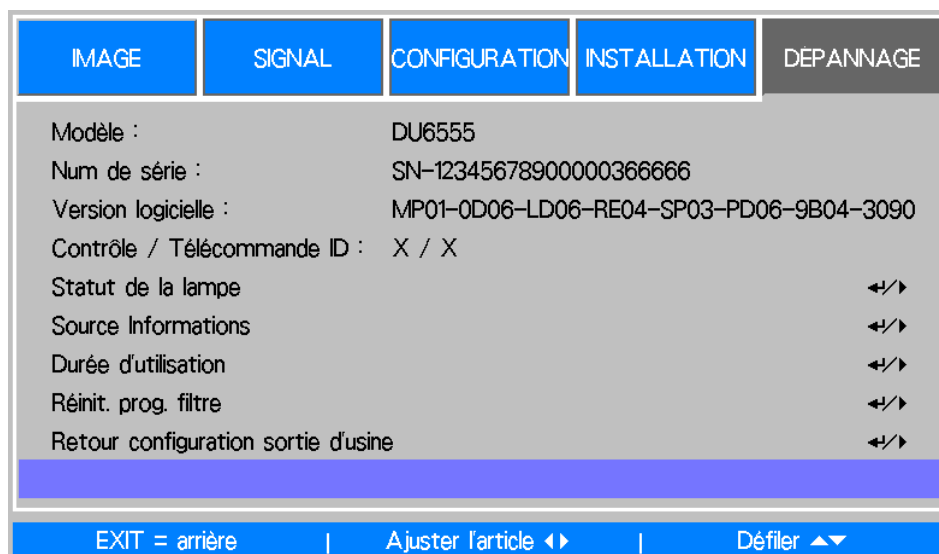 IMAGE SIGNAL CONFIGURATION INSTALLATION DÉPANNAGE
Modèle : DU6555
Num de série : SN-12345678900000366666
Version logicielle : MP01-0D06-LD06-RE04-SP03-PD06-9B04-3090
Contrôle / Télécommande ID : X / X
Statut de la lampe
Source Informations
Durée d'utilisation
Réinit. prog. filtre
Retour configuration sortie d'usine
EXIT = arrière | Ajuster l'article | Défiler